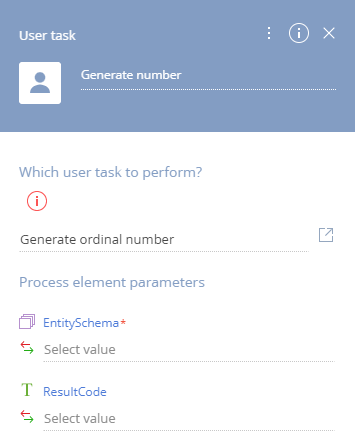 User task
Generate number
Which user task to perform?
Generate ordinal number
Process element parameters
EntitySchema*
Select value
T ResultCode
Select value